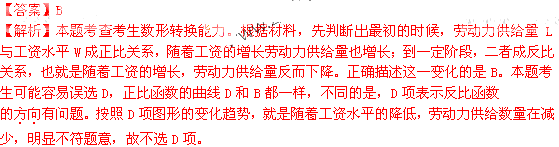 【答案】B
【解析】本题考查考生数形转换能力。根据材料，先判断出最初的时候，劳动力供给量 L
与工资水平 W 成正比关系，随着工资的增长劳动力供给量也增长；到一定阶段，二者成反比
关系，也就是随着工资的增长，劳动力供给量反而下降。正确描述这一变化的是 B。本题考
生可能容易误选 D，正比函数的曲线 D 和 B 都一样，不同的是，D 项表示反比函数
的方向有问题。按照 D 项图形的变化趋势，就是随着工资水平的降低，劳动力供给数量在减
少，明显不符题意，故不选 D 项。